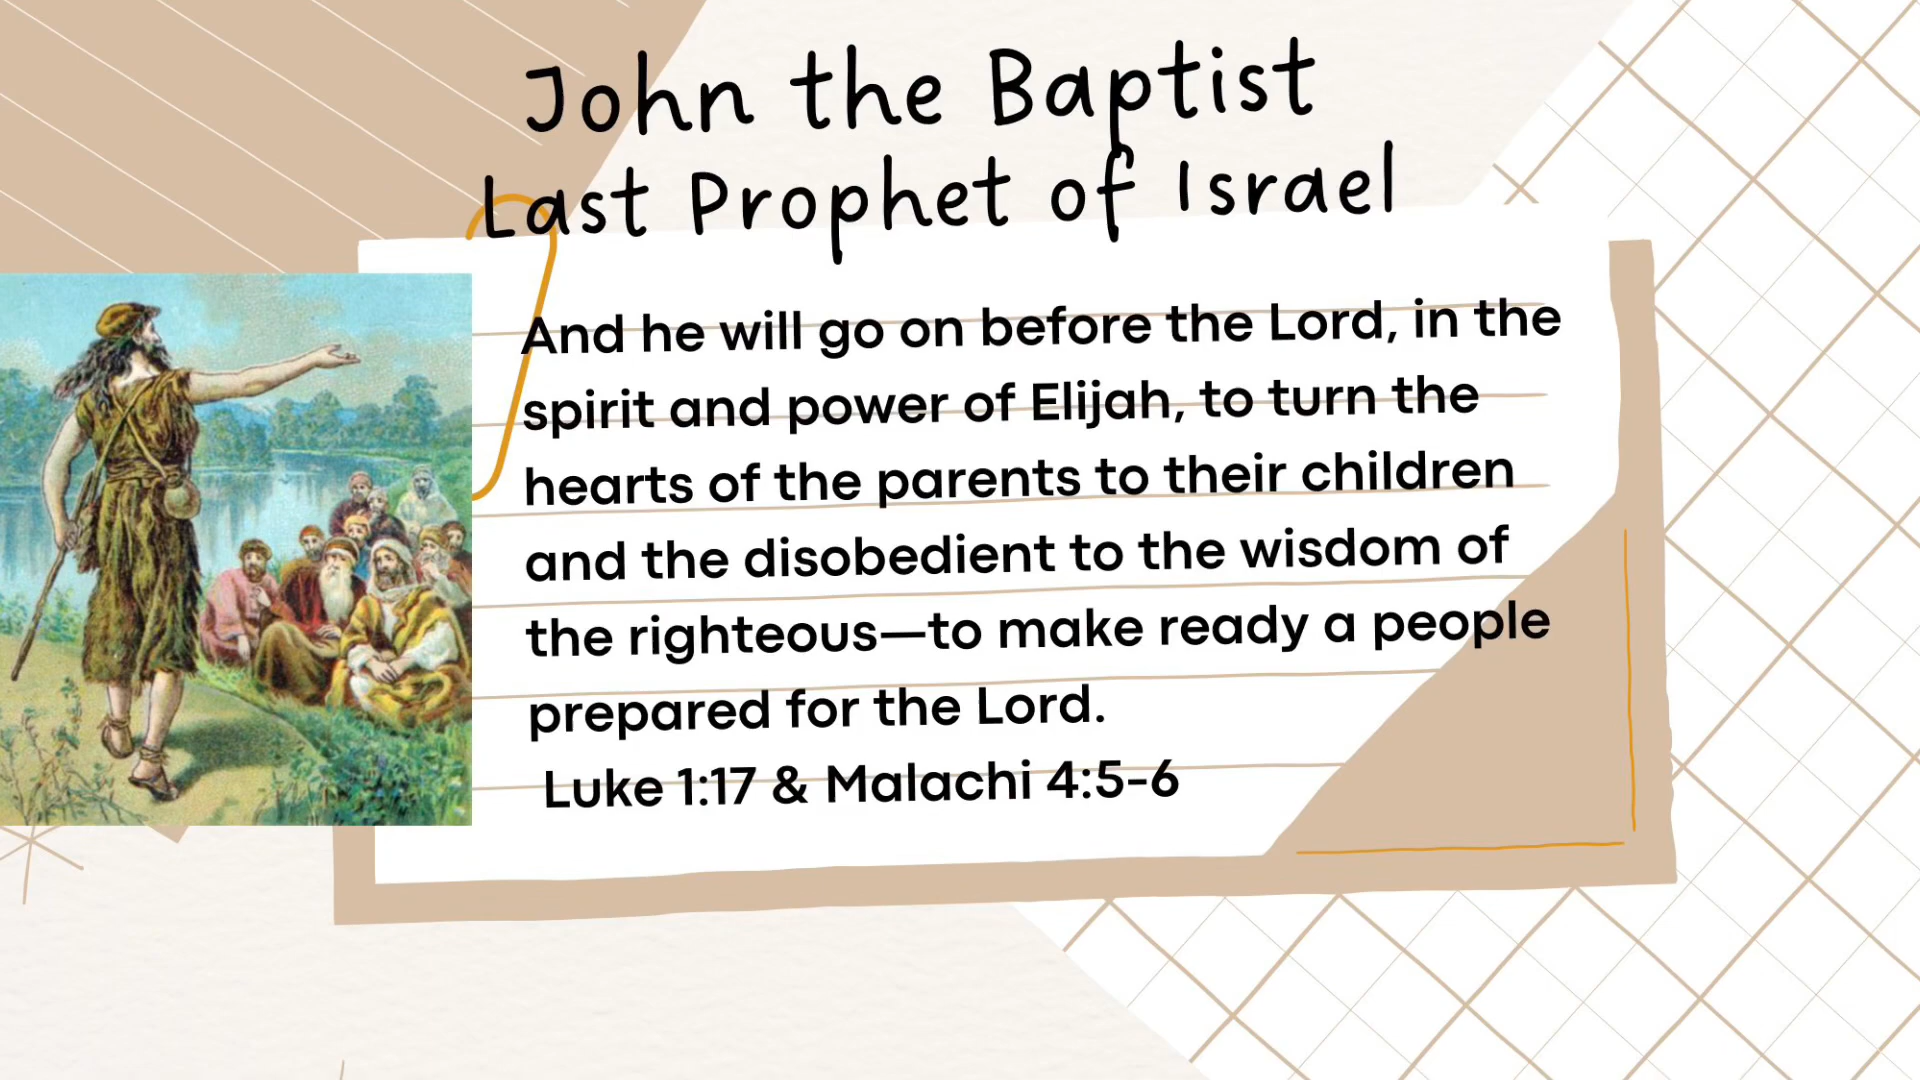 John the Baptist
Last Prophet of Israel
And he will go on before the Lord, in the
spirit and power of Elijah, to turn the
hearts of the parents to their children
and the disobedient to the wisdom of
the righteous—to make ready a people
prepared for the Lord.
Luke 1:17 & Malachi 4:5-6